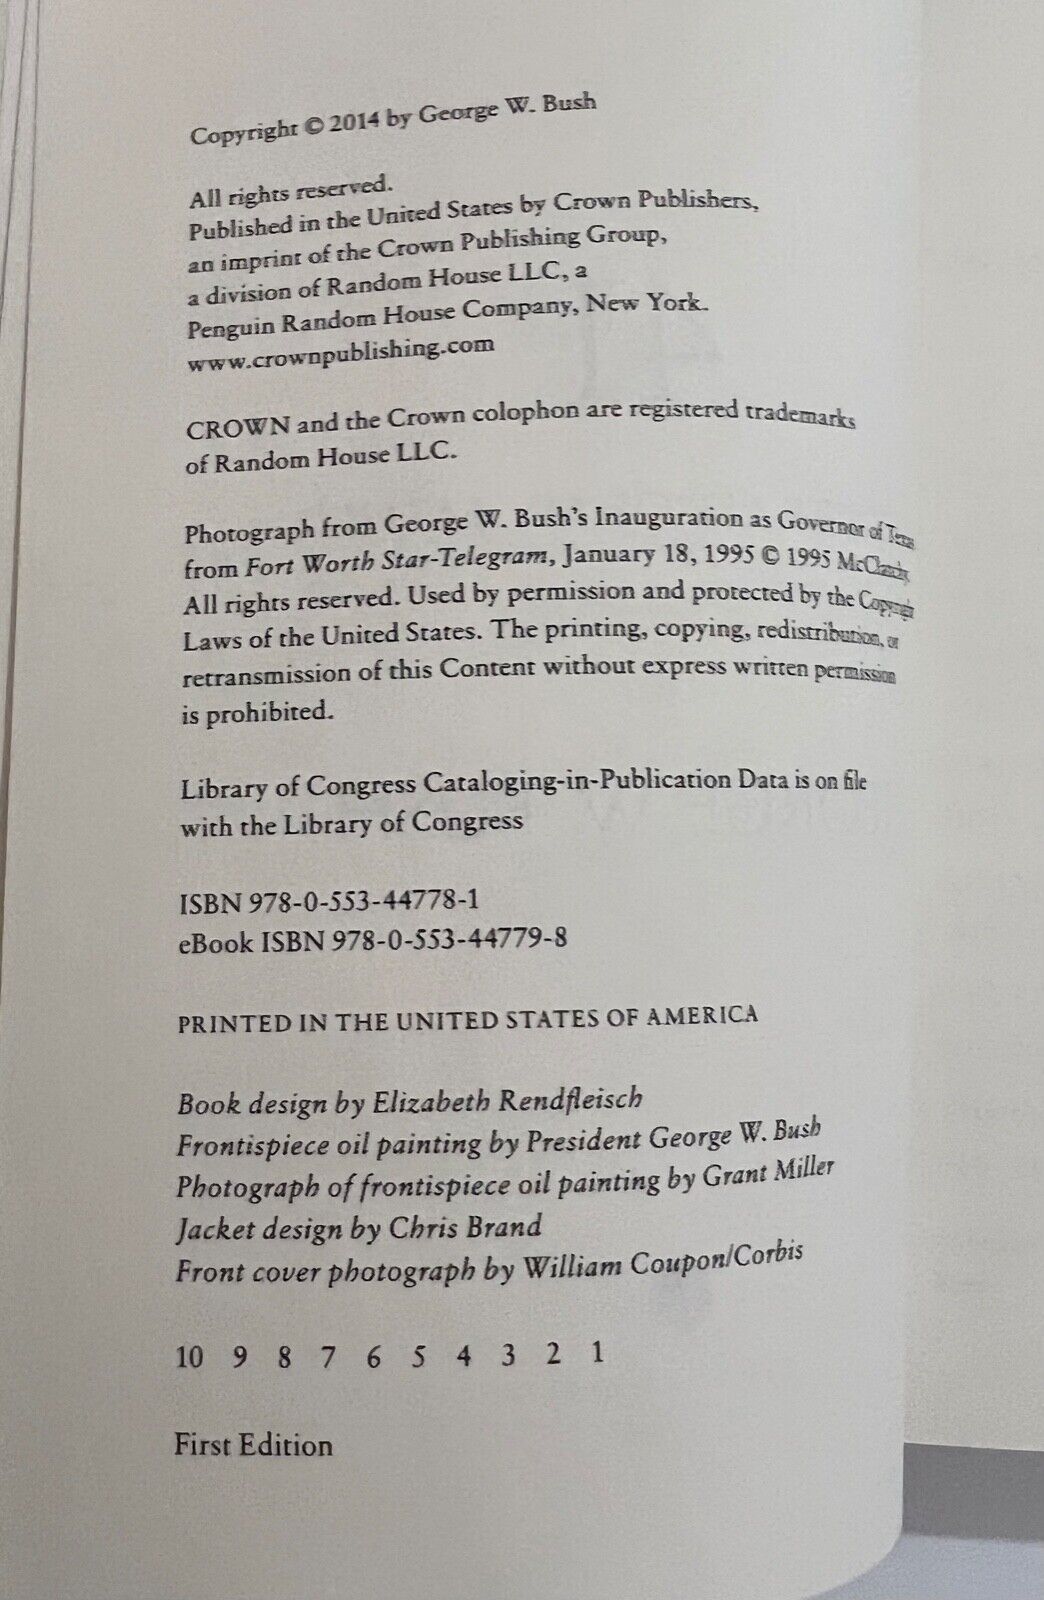 Copyright © 2014 by George W. Bush
All rights reserved.
Published in the United States by Crown Publishers,
an imprint of the Crown Publishing Group,
a division of Random House LLC, a
Penguin Random House Company, New York.
www.crownpublishing.com
CROWN and the Crown colophon are registered trademarks
of Random House LLC.
Photograph from George W. Bush's Inauguration as Governor of Texas
from Fort Worth Star-Telegram, January 18, 1995 © 1995 McClatchy.
All rights reserved. Used by permission and protected by the Copyright
Laws of the United States. The printing, copying, redistribution, or
retransmission of this Content without express written permission
is prohibited.
Library of Congress Cataloging-in-Publication Data is on file
with the Library of Congress
ISBN 978-0-553-44778-1
eBook ISBN 978-0-553-44779-8
PRINTED IN THE UNITED STATES OF AMERICA
Book design by Elizabeth Rendfleisch
Frontispiece oil painting by President George W. Bush
Photograph of frontispiece oil painting by Grant Miller
Jacket design by Chris Brand
Front cover photograph by William Coupon/Corbis
10 9 8 7 6 5 4 3 2 1
First Edition